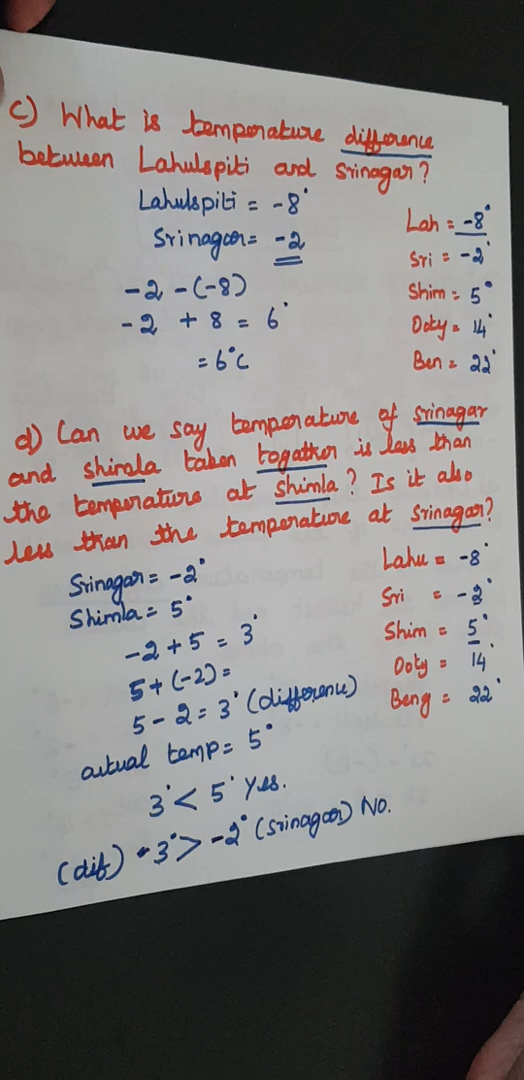 c) What is temperature difference
between Lahulspiti and Srinagar?
Lahulspiti = -8°
Srinagar = -2
-2 -(-8)
-2 + 8 = 6°
= 6°C
Lah = -8°
Sri = -2°
Shim = 5°
Ooty = 14°
Ben = 22°
d) Can we say temperature of srinagar
and shimla taken togather is less than
the temperature at shimla? Is it also
less than the temperature at Srinagar?
Srinagar = -2°
Shimla = 5°
-2 + 5 = 3°
5 + (-2) =
5 - 2 = 3° (difference)
actual temp = 5°
3° < 5° Yes.
(dif) 3° > -2° (Srinagar) No.
Lahu = -8°
Sri = -2°
Shim = 5°
Ooty = 14°
Beng = 22°